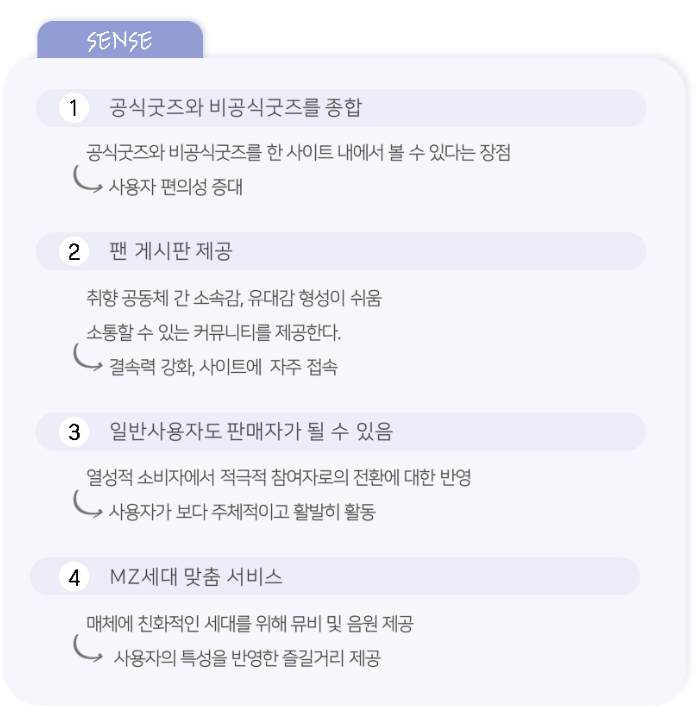 SENSE
1 공식굿즈와 비공식굿즈를 종합
공식굿즈와 비공식굿즈를 한 사이트 내에서 볼 수 있다는 장점
사용자 편의성 증대
2 팬 게시판 제공
취향 공동체 간 소속감, 유대감 형성이 쉬움
소통할 수 있는 커뮤니티를 제공한다.
결속력 강화, 사이트에 자주 접속
3 일반사용자도 판매자가 될 수 있음
열성적 소비자에서 적극적 참여자로의 전환에 대한 반영
사용자가 보다 주체적이고 활발히 활동
4 MZ세대 맞춤 서비스
매체에 친화적인 세대를 위해 뮤비 및 음원 제공
사용자의 특성을 반영한 즐길거리 제공